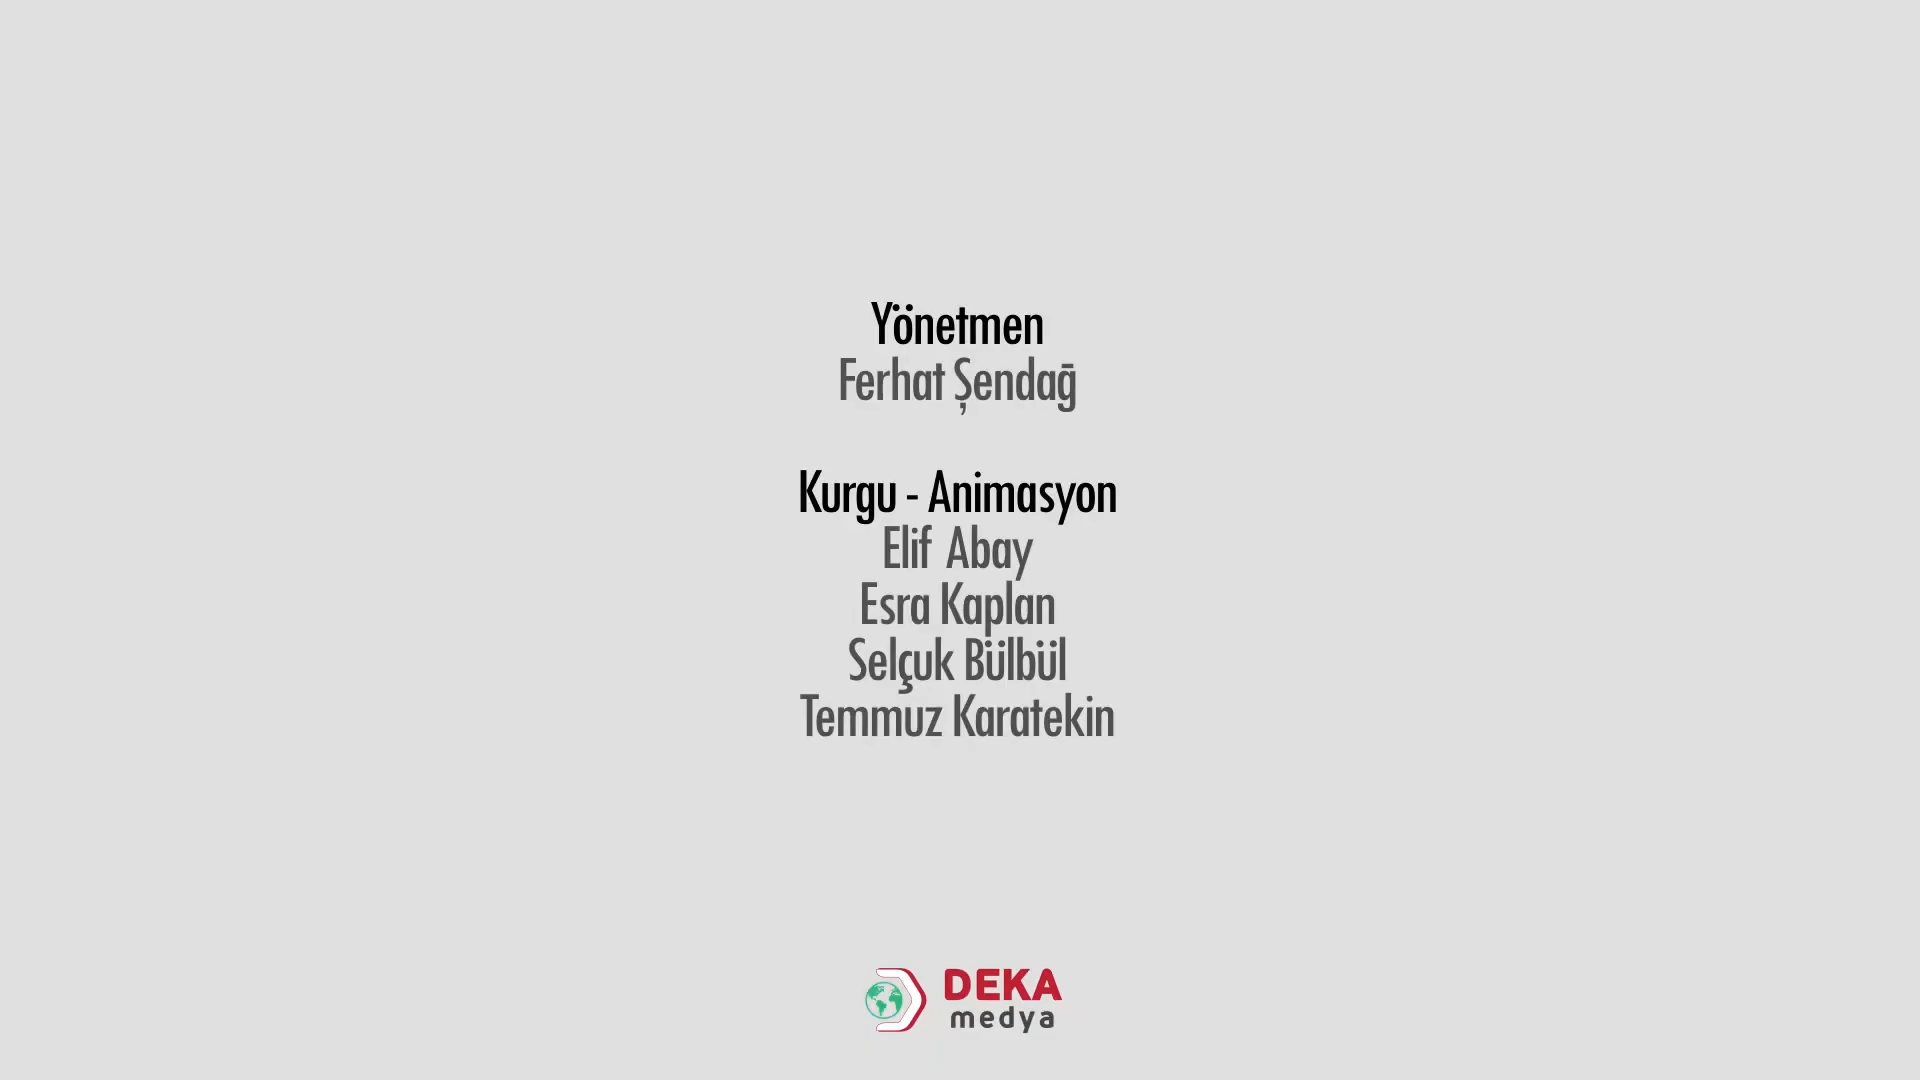 Yönetmen
Ferhat Şendağ
Kurgu - Animasyon
Elif Abay
Esra Kaplan
Selçuk Bülbül
Temmuz Karatekin
DEKA
medya